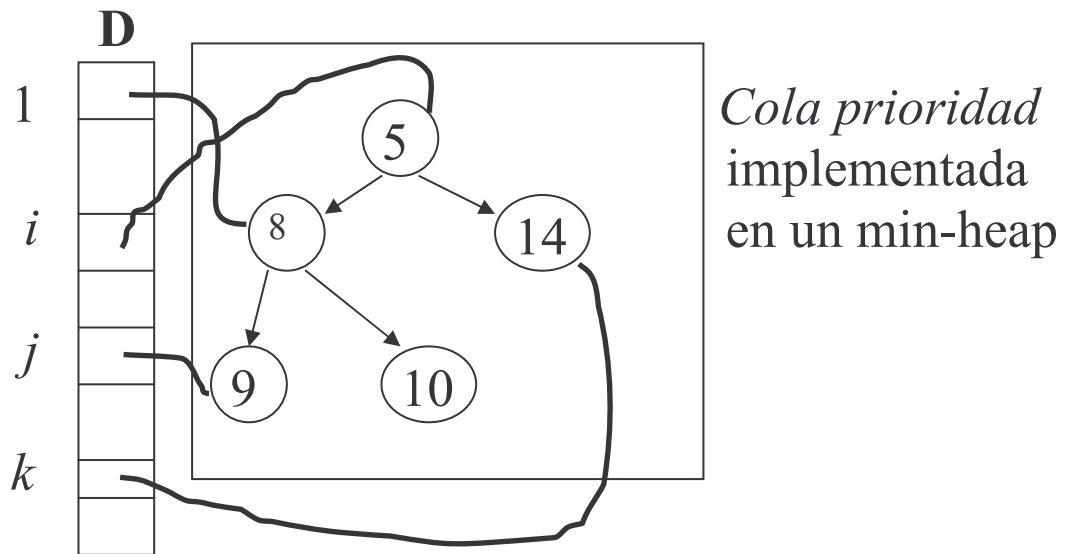 D
1
i
j
k
5
8
14
9
10
Cola prioridad
implementada
en un min-heap